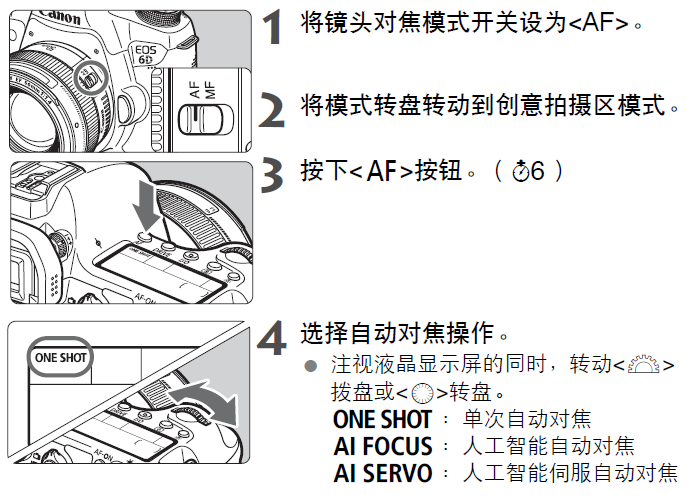 Canon
EOS
6D
AF
MF
1 将镜头对焦模式开关设为<AF>。
2 将模式转盘转动到创意拍摄区模式。
3 按下<AF>按钮。（6）
ONE SHOT
AF-ON
4 选择自动对焦操作。
ONE SHOT
AF-ON
● 注视液晶显示屏的同时，转动< >
拨盘或< >转盘。
ONE SHOT：单次自动对焦
AI FOCUS：人工智能自动对焦
AI SERVO：人工智能伺服自动对焦